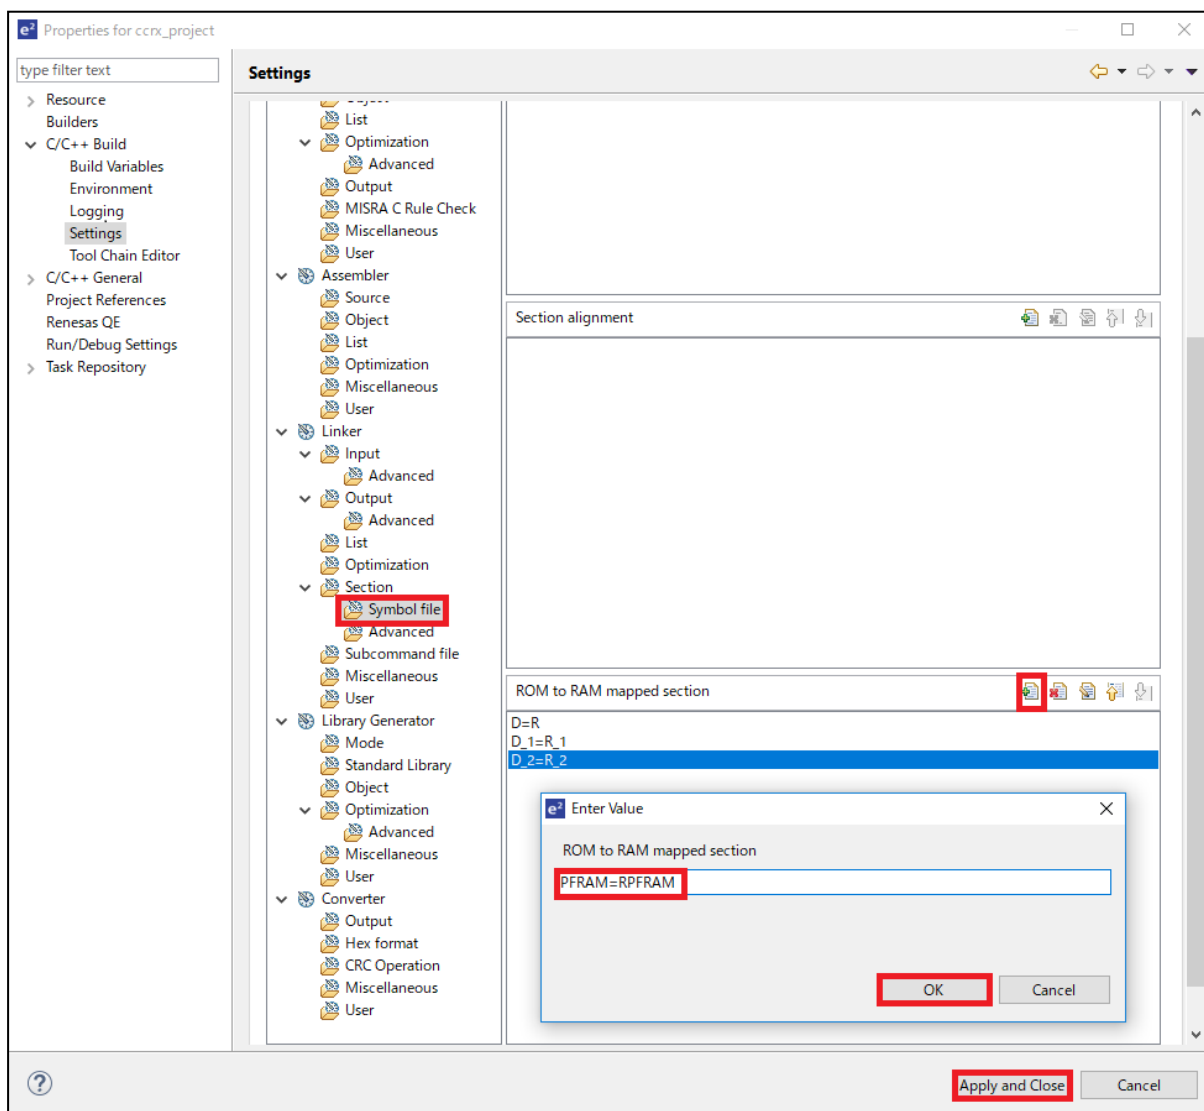 e² Properties for ccrx_project
type filter text
Settings
Resource
Builders
C/C++ Build
Build Variables
Environment
Logging
Settings
Tool Chain Editor
C/C++ General
Project References
Renesas QE
Run/Debug Settings
Task Repository
List
Optimization
Advanced
Output
MISRA C Rule Check
Miscellaneous
User
Assembler
Source
Object
List
Optimization
Miscellaneous
User
Linker
Input
Advanced
Output
Advanced
List
Optimization
Section
Symbol file
Advanced
Subcommand file
Miscellaneous
User
Library Generator
Mode
Standard Library
Object
Optimization
Advanced
Miscellaneous
User
Converter
Output
Hex format
CRC Operation
Miscellaneous
User
Section alignment
ROM to RAM mapped section
D=R
D_1=R_1
D_2=R_2
e² Enter Value
ROM to RAM mapped section
PFRAM=RPFRAM
OK Cancel
? Apply and Close Cancel